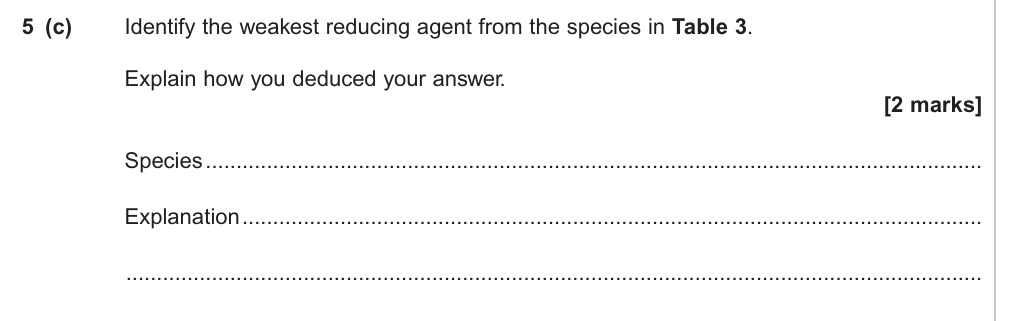 5 (c) Identify the weakest reducing agent from the species in Table 3.
Explain how you deduced your answer.
[2 marks]
Species
Explanation